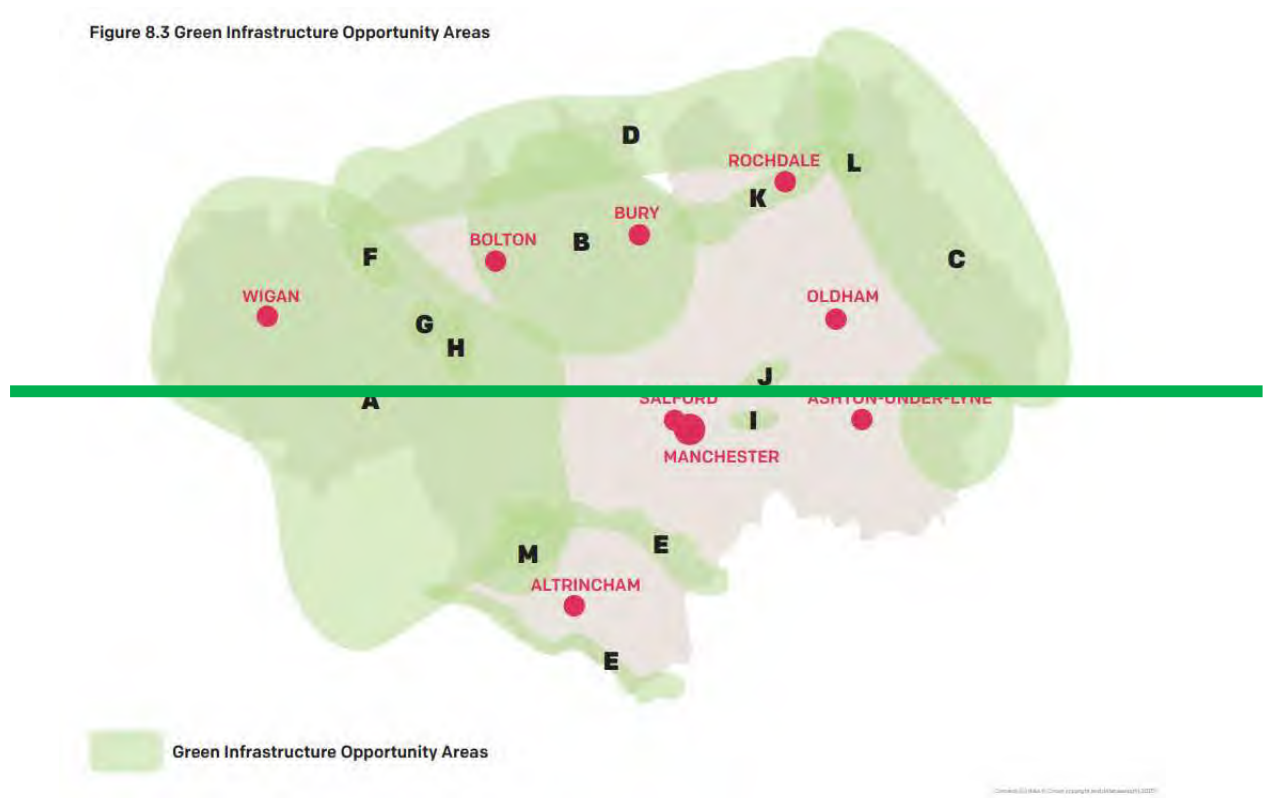 Figure 8.3 Green Infrastructure Opportunity Areas
D
ROCHDALE
L
K
BURY
BOLTON
B
F
C
WIGAN
OLDHAM
G
H
J
A
SALFORD
ASHTON-UNDER-LYNE
I
MANCHESTER
E
M
ALTRINCHAM
E
Green Infrastructure Opportunity Areas